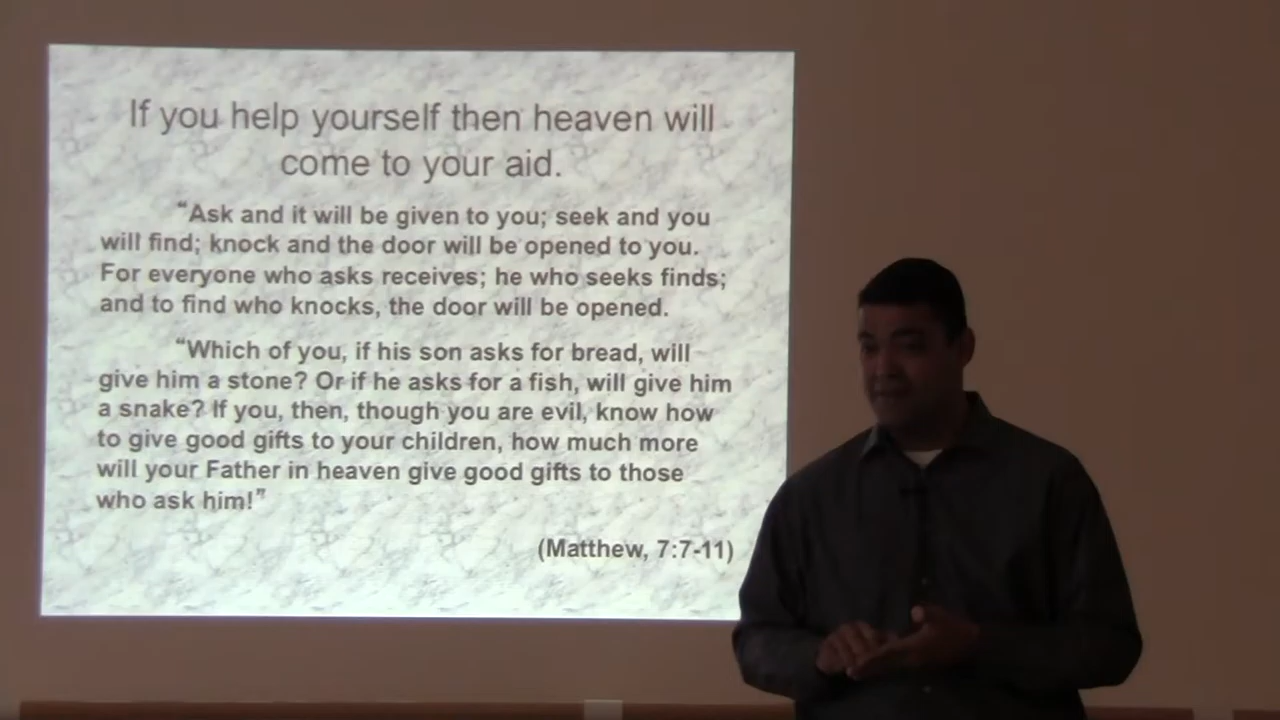 If you help yourself then heaven will
come to your aid.
“Ask and it will be given to you; seek and you
will find; knock and the door will be opened to you.
For everyone who asks receives; he who seeks finds;
and to find who knocks, the door will be opened.
“Which of you, if his son asks for bread, will
give him a stone? Or if he asks for a fish, will give him
a snake? If you, then, though you are evil, know how
to give good gifts to your children, how much more
will your Father in heaven give good gifts to those
who ask him!”
(Matthew, 7:7-11)